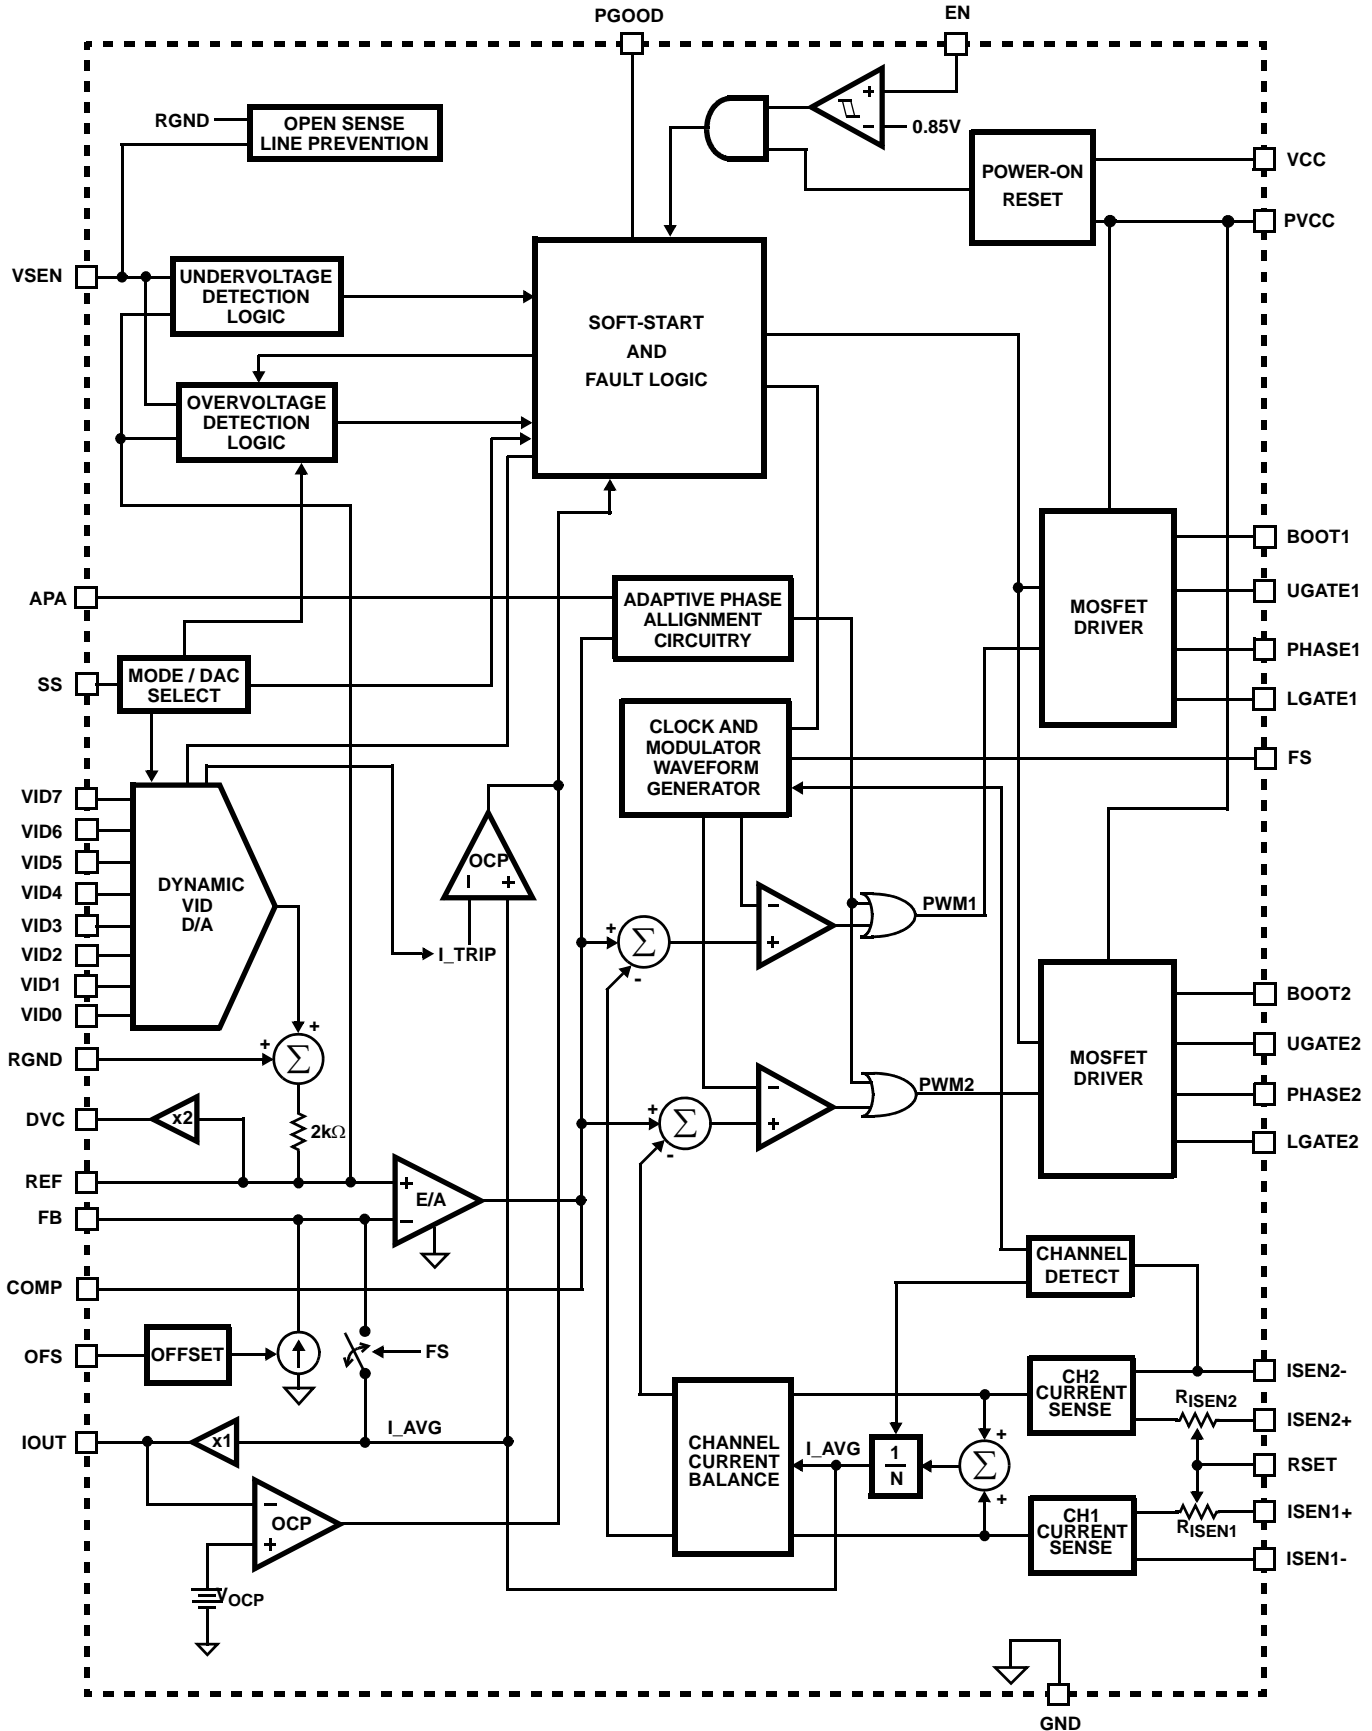 PGOOD
EN
RGND
OPEN SENSE
LINE PREVENTION
+
−
0.85V
POWER-ON
RESET
VCC
PVCC
VSEN
UNDERVOLTAGE
DETECTION
LOGIC
SOFT-START
AND
FAULT LOGIC
OVERVOLTAGE
DETECTION
LOGIC
BOOT1
UGATE1
PHASE1
LGATE1
MOSFET
DRIVER
APA
ADAPTIVE PHASE
ALLIGNMENT
CIRCUITRY
SS
MODE / DAC
SELECT
CLOCK AND
MODULATOR
WAVEFORM
GENERATOR
FS
VID7
VID6
VID5
VID4
VID3
VID2
VID1
VID0
DYNAMIC
VID
D/A
OCP
− +
I_TRIP
+
Σ
-
−
+
PWM1
RGND
+
+
Σ
DVC
x2
2kΩ
+
Σ
-
−
+
PWM2
MOSFET
DRIVER
BOOT2
UGATE2
PHASE2
LGATE2
REF
FB
+
−
E/A
COMP
CHANNEL
DETECT
OFS
OFFSET
FS
IOUT
x1
I_AVG
CHANNEL
CURRENT
BALANCE
I_AVG
1
N
+
Σ
+
CH2
CURRENT
SENSE
RISEN2
ISEN2-
ISEN2+
RSET
CH1
CURRENT
SENSE
RISEN1
ISEN1+
ISEN1-
−
OCP
+
VOCP
GND